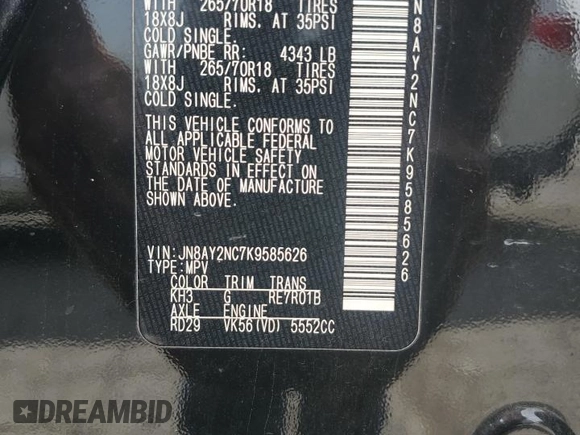 WITH 265/70R18 TIRES
18X8J RIMS. AT 35PSI
COLD SINGLE.
GAWR/PNBE RR: 4343 LB
WITH 265/70R18 TIRES
18X8J RIMS. AT 35PSI
COLD SINGLE.
THIS VEHICLE CONFORMS TO
ALL APPLICABLE FEDERAL
MOTOR VEHICLE SAFETY
STANDARDS IN EFFECT ON
THE DATE OF MANUFACTURE
SHOWN ABOVE.
VIN: JN8AY2NC7K9585626
TYPE: MPV
COLOR TRIM TRANS
KH3 G RE7R01B
AXLE ENGINE
RD29 VK56(VD) 5552CC
N8AY2NC7K9585626
DREAMBID